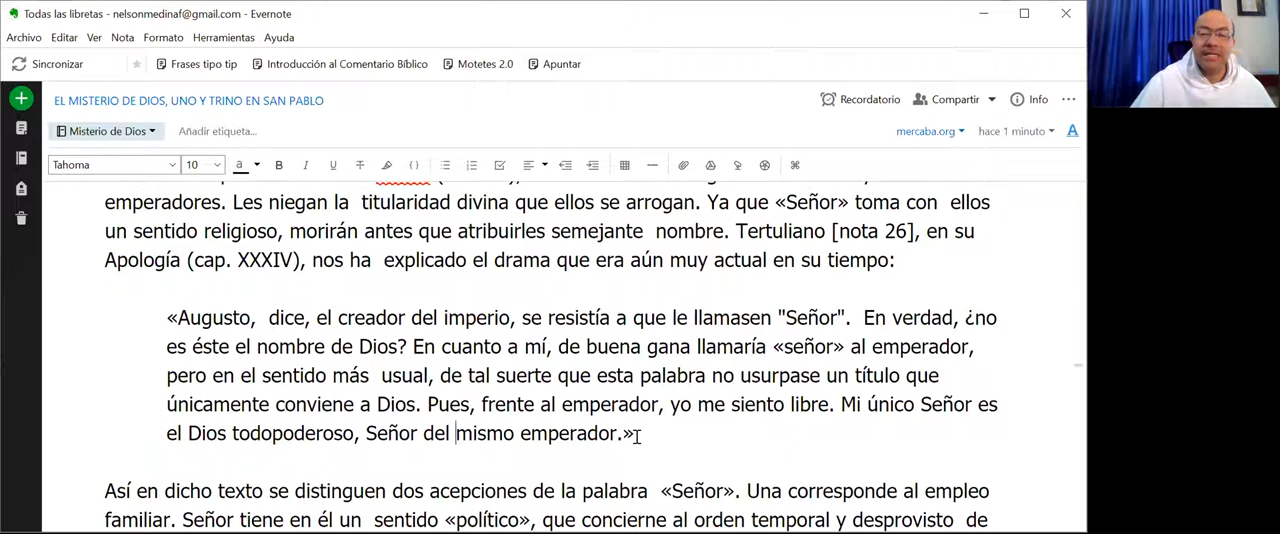 Todas las libretas - nelsonmedinaf@gmail.com - Evernote
Archivo Editar Ver Nota Formato Herramientas Ayuda
Sincronizar Frases tipo tip Introducción al Comentario Bíblico Motetes 2.0 Apuntar
EL MISTERIO DE DIOS, UNO Y TRINO EN SAN PABLO Recordatorio Compartir Info
Misterio de Dios Añadir etiqueta... mercaba.org hace 1 minuto A
Tahoma 10 a B I U T { }
emperadores. Les niegan la titularidad divina que ellos se arrogan. Ya que «Señor» toma con ellos
un sentido religioso, morirán antes que atribuirles semejante nombre. Tertuliano [nota 26], en su
Apología (cap. XXXIV), nos ha explicado el drama que era aún muy actual en su tiempo:
«Augusto, dice, el creador del imperio, se resistía a que le llamasen "Señor". En verdad, ¿no
es éste el nombre de Dios? En cuanto a mí, de buena gana llamaría «señor» al emperador,
pero en el sentido más usual, de tal suerte que esta palabra no usurpase un título que
únicamente conviene a Dios. Pues, frente al emperador, yo me siento libre. Mi único Señor es
el Dios todopoderoso, Señor del mismo emperador.»
Así en dicho texto se distinguen dos acepciones de la palabra «Señor». Una corresponde al empleo
familiar. Señor tiene en él un sentido «político», que concierne al orden temporal y desprovisto de